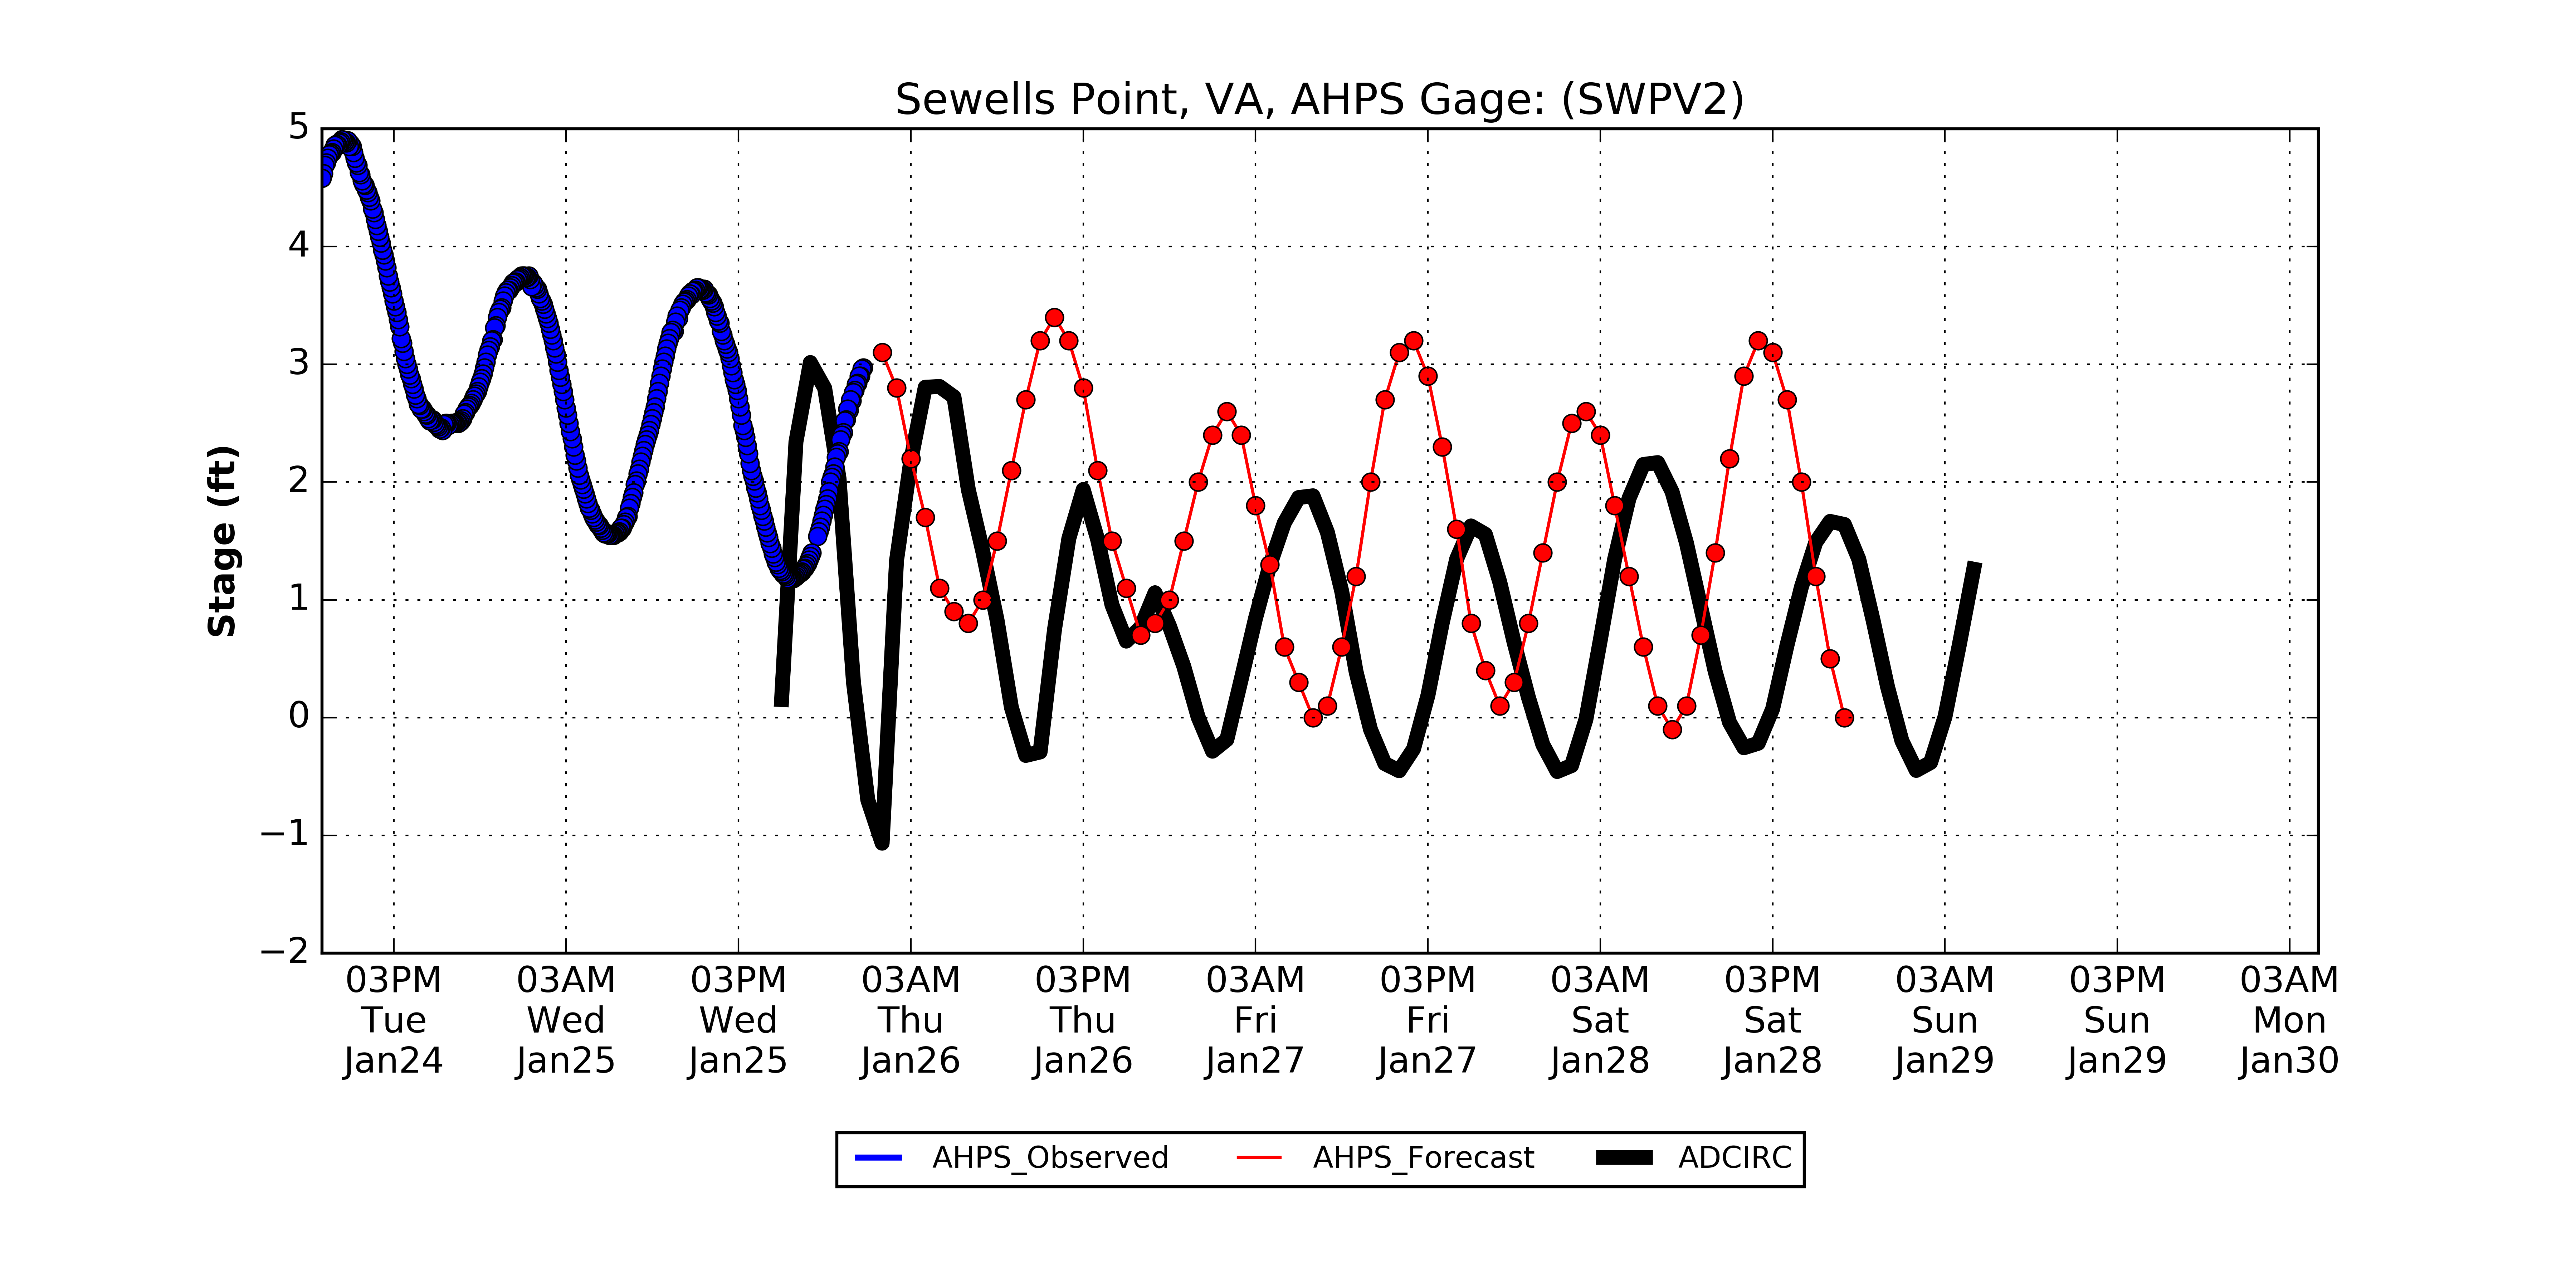 Sewells Point, VA, AHPS Gage: (SWPV2)
Stage (ft)
5
4
3
2
1
0
−1
−2
03PM 03AM 03PM 03AM 03PM 03AM 03PM 03AM 03PM 03AM 03PM 03AM
Tue Wed Wed Thu Thu Fri Fri Sat Sat Sun Sun Mon
Jan24 Jan25 Jan25 Jan26 Jan26 Jan27 Jan27 Jan28 Jan28 Jan29 Jan29 Jan30
AHPS_Observed AHPS_Forecast ADCIRC